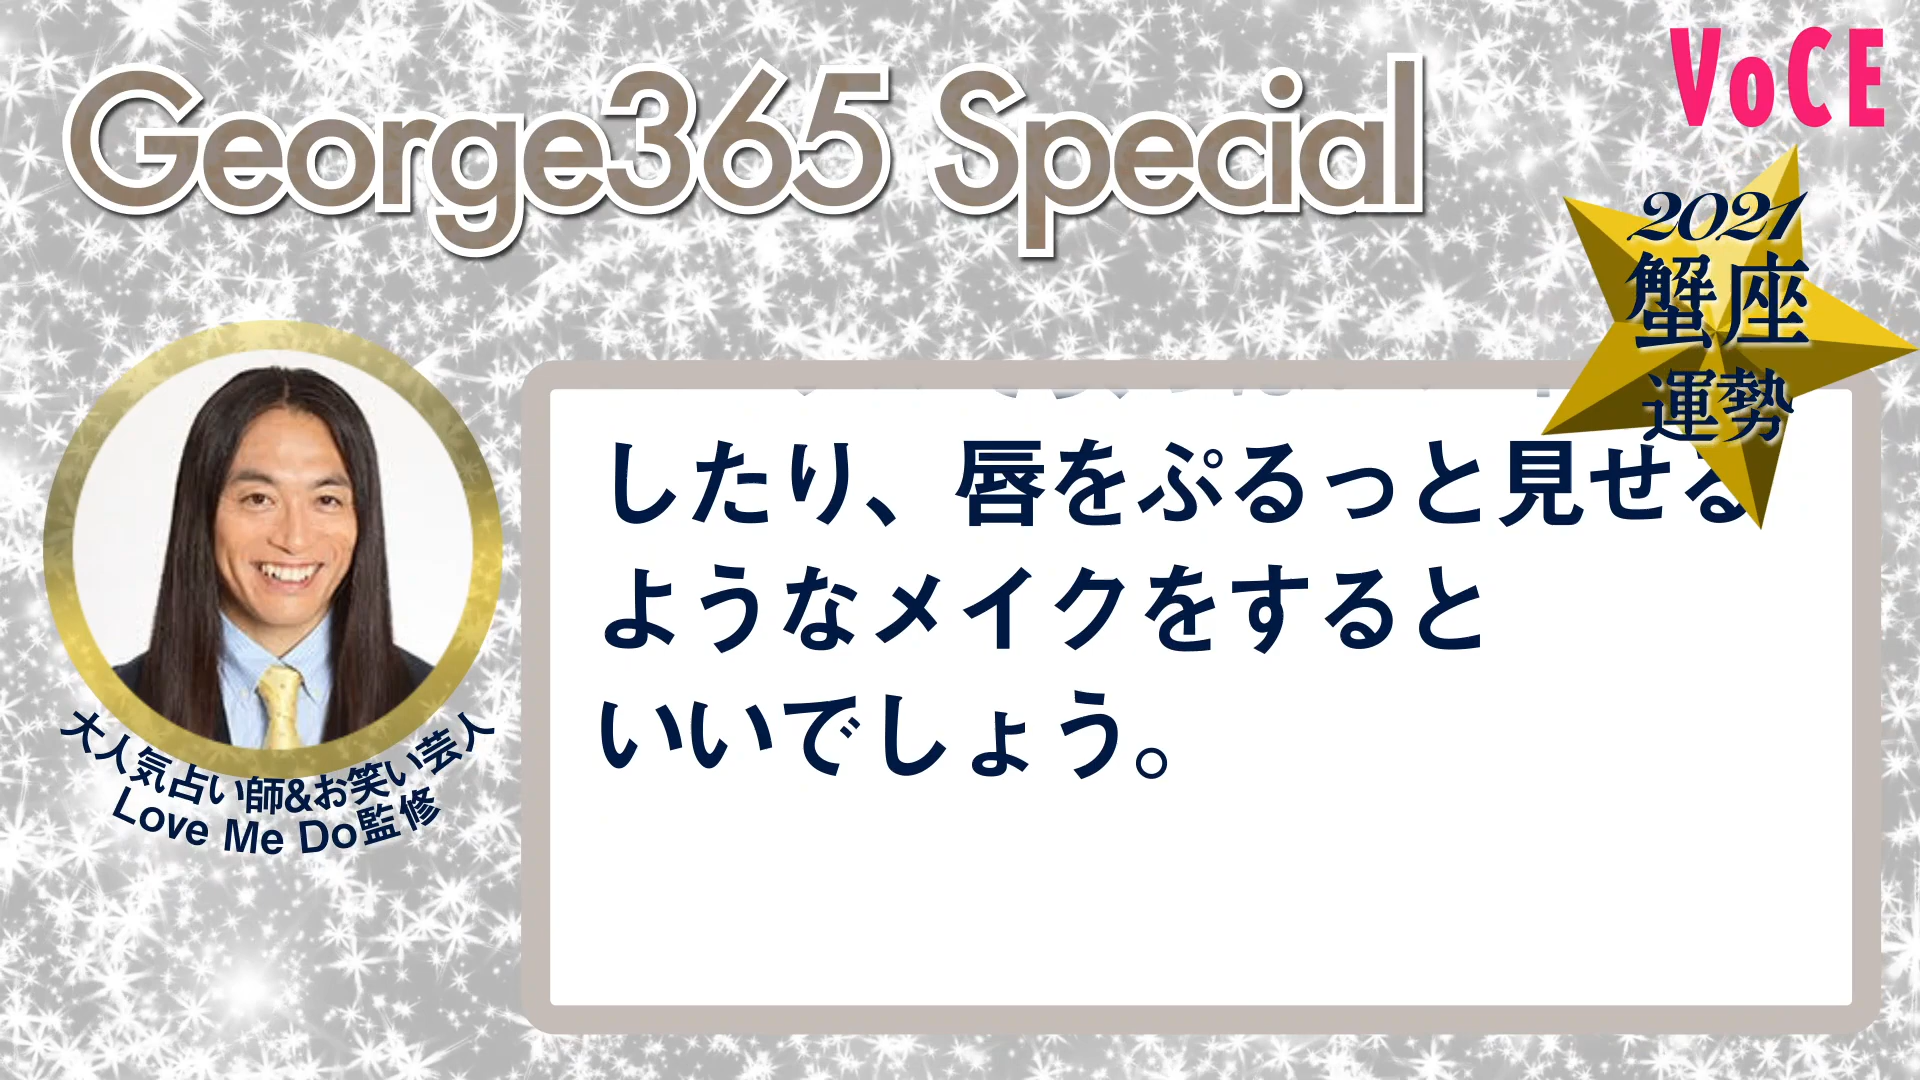 George365 Special
VoCE
2021
蟹座
運勢
したり、唇をぷるっと見せる
ようなメイクをすると
いいでしょう。
大人気占い師&お笑い芸人
Love Me Do監修